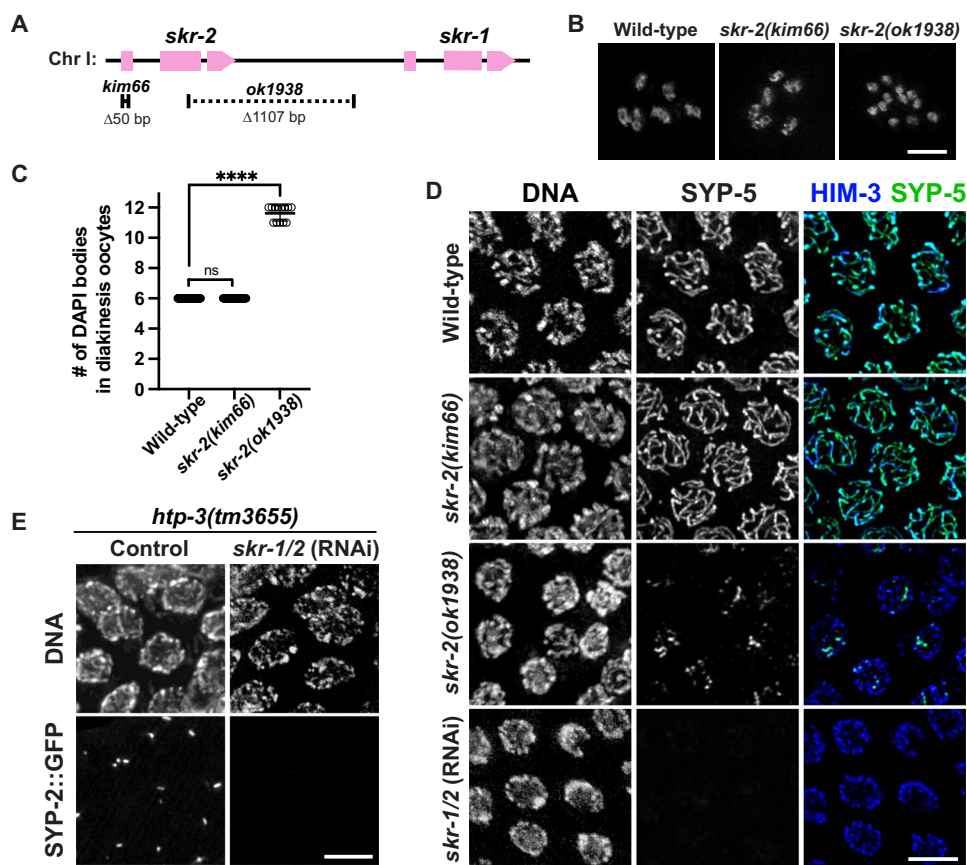 A
skr-2
skr-1
Chr I:
kim66
ok1938
Δ50 bp
Δ1107 bp
B
Wild-type
skr-2(kim66)
skr-2(ok1938)
C
# of DAPI bodies
in diakinesis oocytes
12
10
8
6
4
2
0
****
ns
Wild-type
skr-2(kim66)
skr-2(ok1938)
D
DNA
SYP-5
HIM-3 SYP-5
Wild-type
skr-2(kim66)
skr-2(ok1938)
skr-1/2 (RNAi)
E
htp-3(tm3655)
Control
skr-1/2 (RNAi)
DNA
SYP-2::GFP